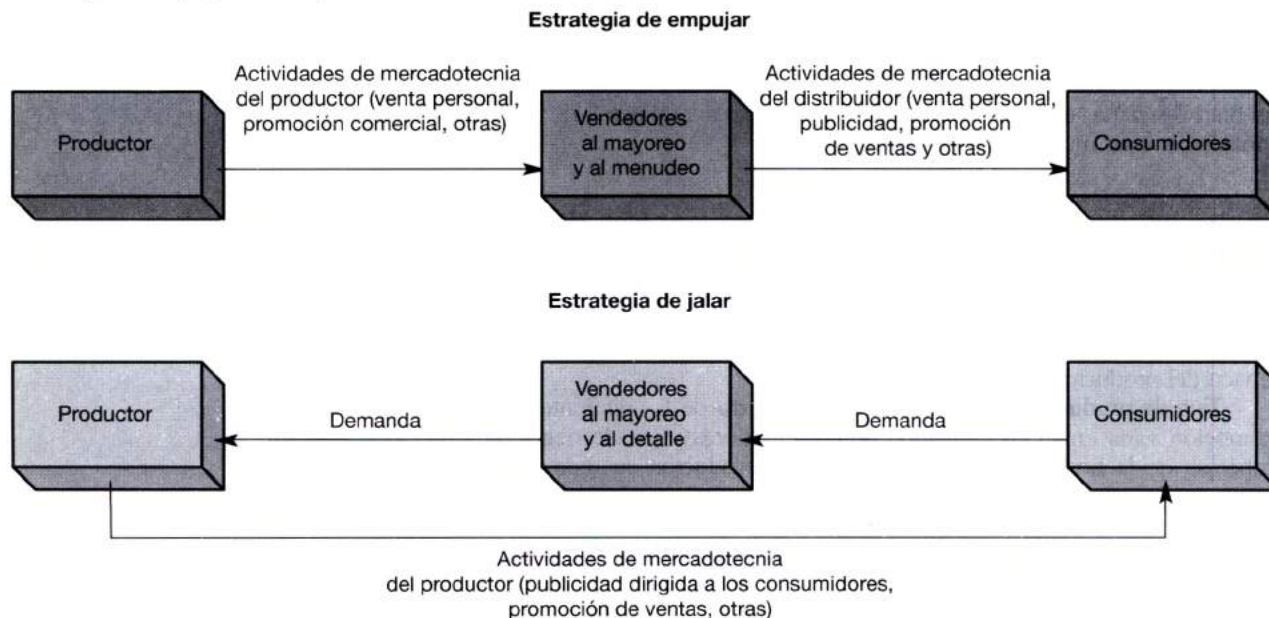 Estrategia de empujar
Actividades de mercadotecnia
del productor (venta personal,
promoción comercial, otras)
Actividades de mercadotecnia
del distribuidor (venta personal,
publicidad, promoción
de ventas y otras)
Productor
Vendedores
al mayoreo
y al menudeo
Consumidores
Estrategia de jalar
Productor
Demanda
Vendedores
al mayoreo
y al detalle
Demanda
Consumidores
Actividades de mercadotecnia
del productor (publicidad dirigida a los consumidores,
promoción de ventas, otras)